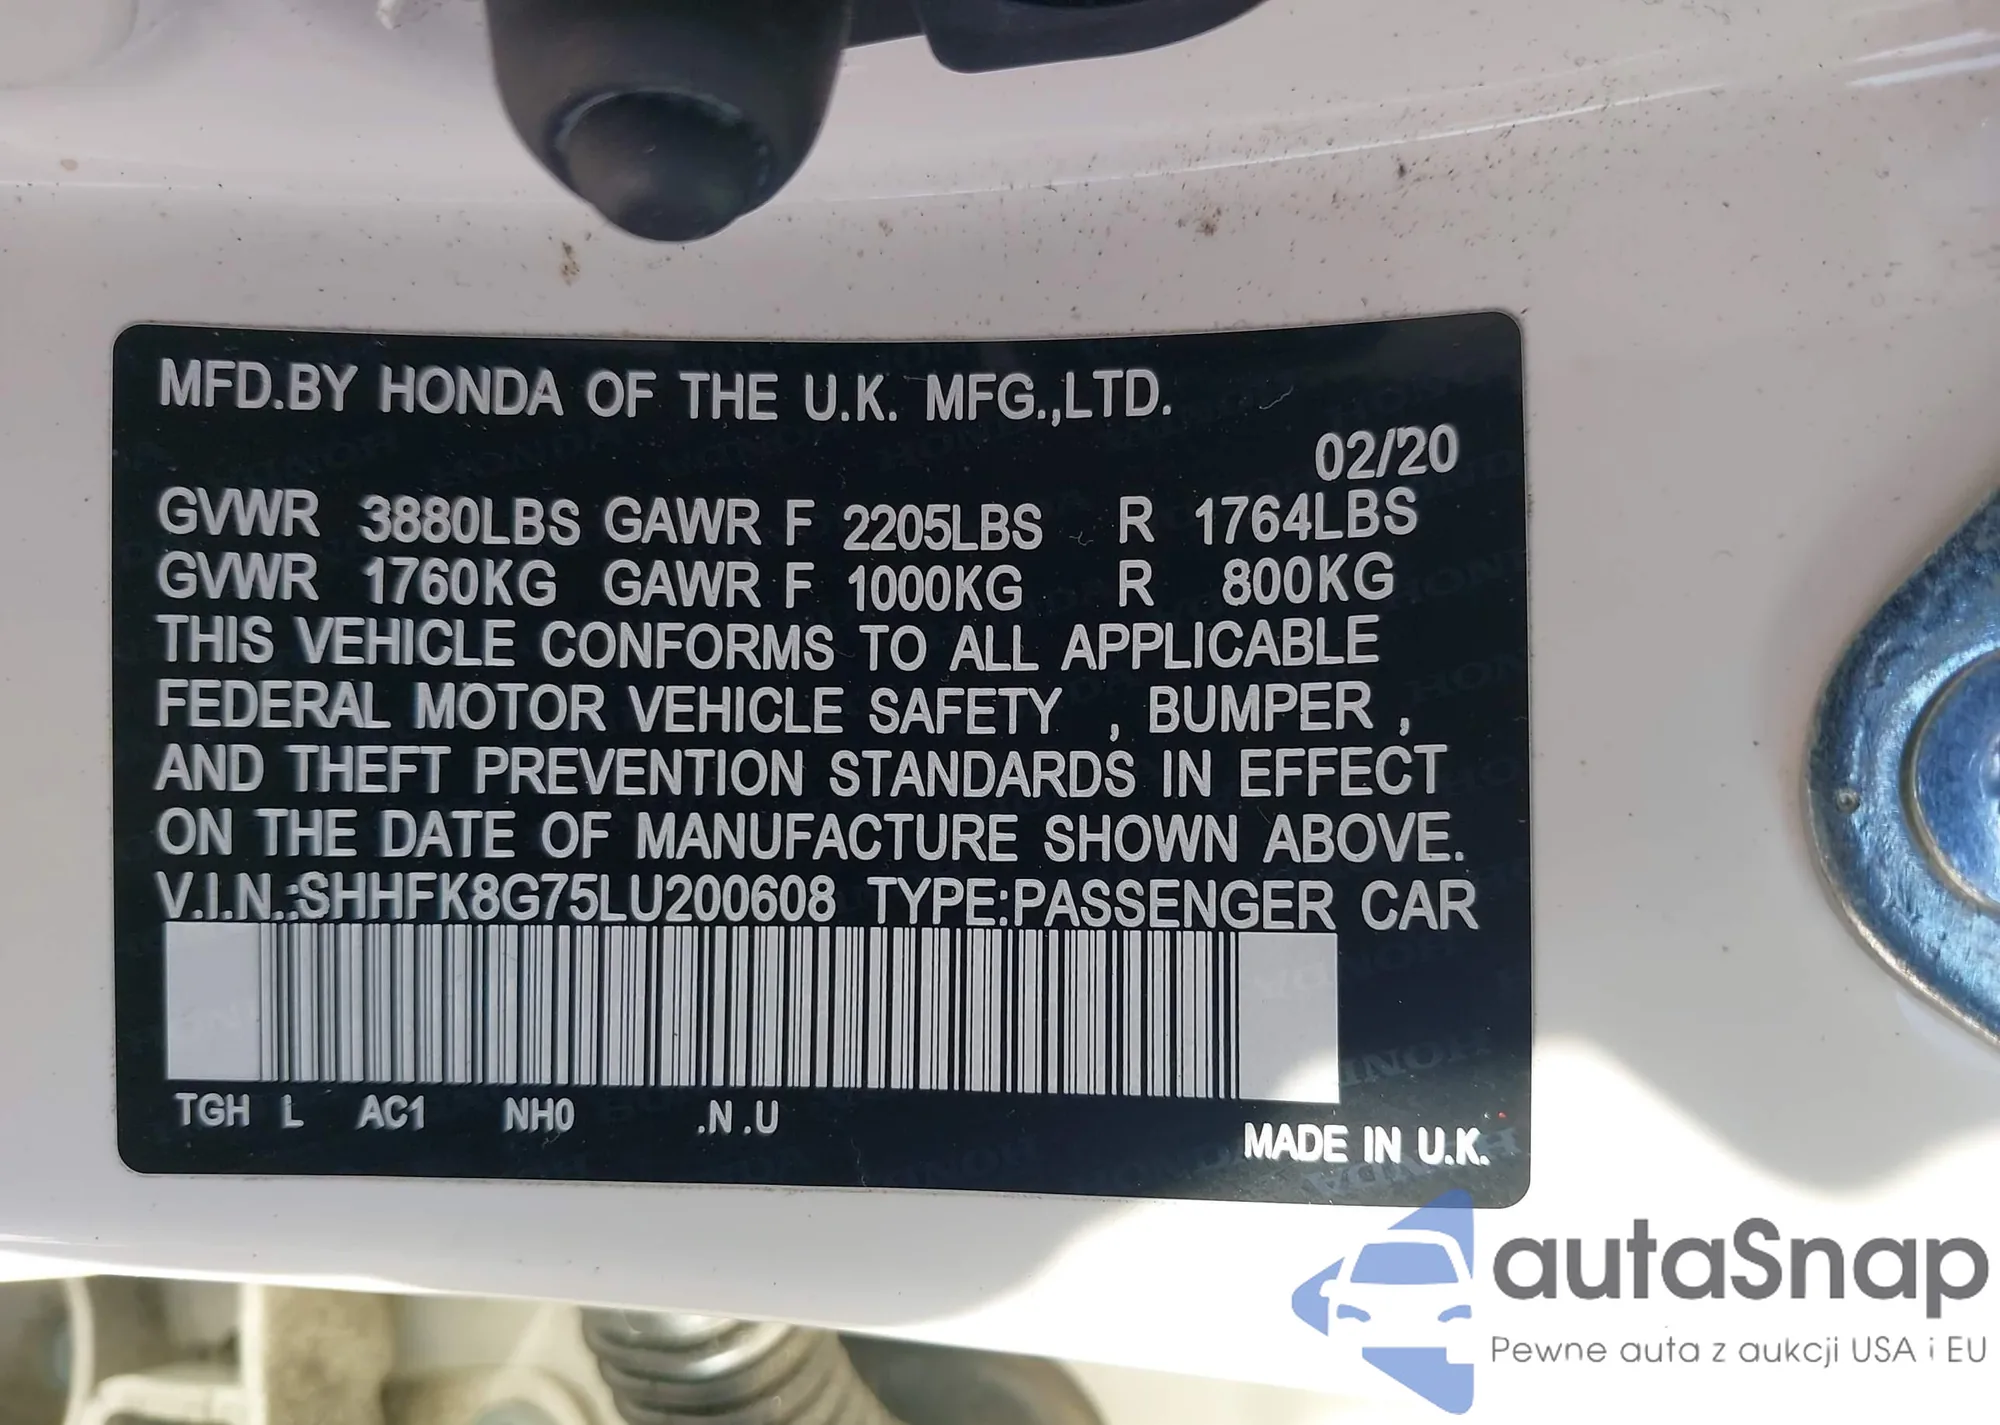 MFD.BY HONDA OF THE U.K. MFG.,LTD.
02/20
GVWR 3880LBS GAWR F 2205LBS R 1764LBS
GVWR 1760KG GAWR F 1000KG R 800KG
THIS VEHICLE CONFORMS TO ALL APPLICABLE
FEDERAL MOTOR VEHICLE SAFETY , BUMPER ,
AND THEFT PREVENTION STANDARDS IN EFFECT
ON THE DATE OF MANUFACTURE SHOWN ABOVE.
V.I.N.:SHHFK8G75LU200608 TYPE:PASSENGER CAR
TGH L AC1 NH0 .N.U
MADE IN U.K.
autaSnap
Pewne auta z aukcji USA i EU